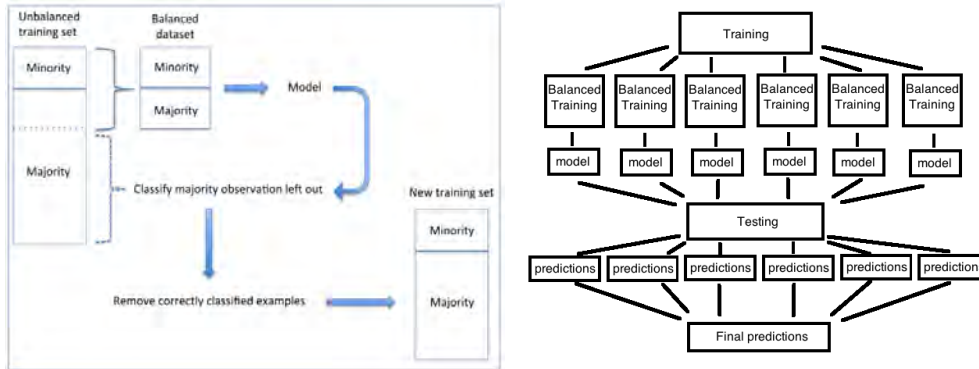 Unbalanced
training set
Balanced
dataset
Minority
Minority
Model
Majority
Majority
Classify majority observation left out
New training set
Minority
Remove correctly classified examples
Majority
Training
Balanced
Training
Balanced
Training
Balanced
Training
Balanced
Training
Balanced
Training
Balanced
Training
model
model
model
model
model
model
Testing
predictions
predictions
predictions
predictions
predictions
prediction
Final predictions